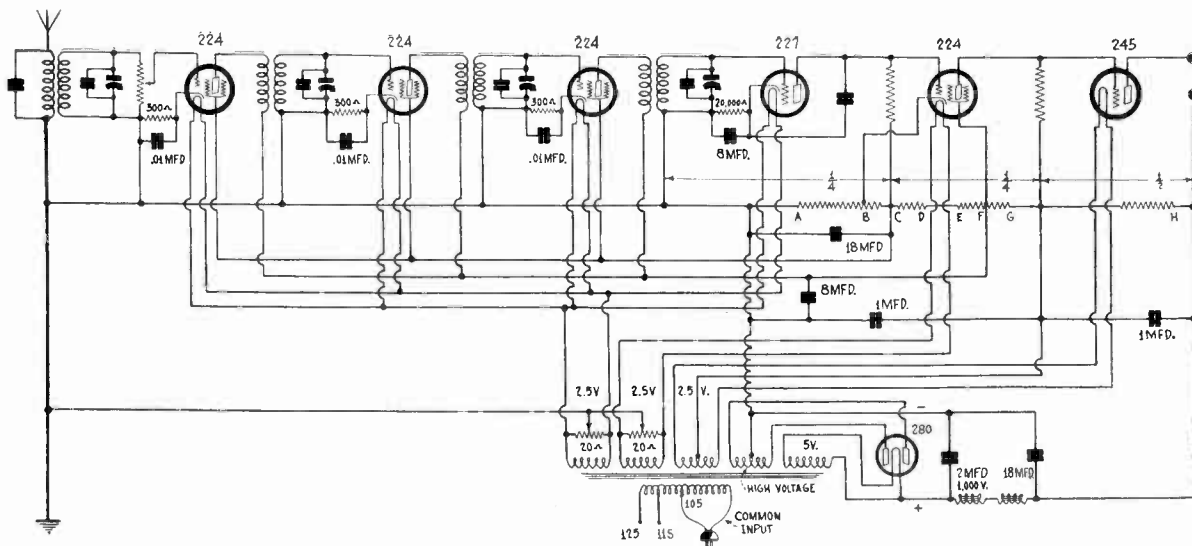 224
224
224
227
224
245
300Ω
.01MFD
300Ω
.01MFD.
300Ω
.01MFD.
20,000Ω
8MFD.
1/4
1/4
1/2
A
B
C
D
E
F
G
H
18MFD
8MFD.
1MFD.
1MFD.
2.5V
2.5V
2.5 V.
20Ω
20Ω
5V.
−
280
+
2MFD
1,000V.
18MFD.
HIGH VOLTAGE
105
125
115
COMMON
INPUT